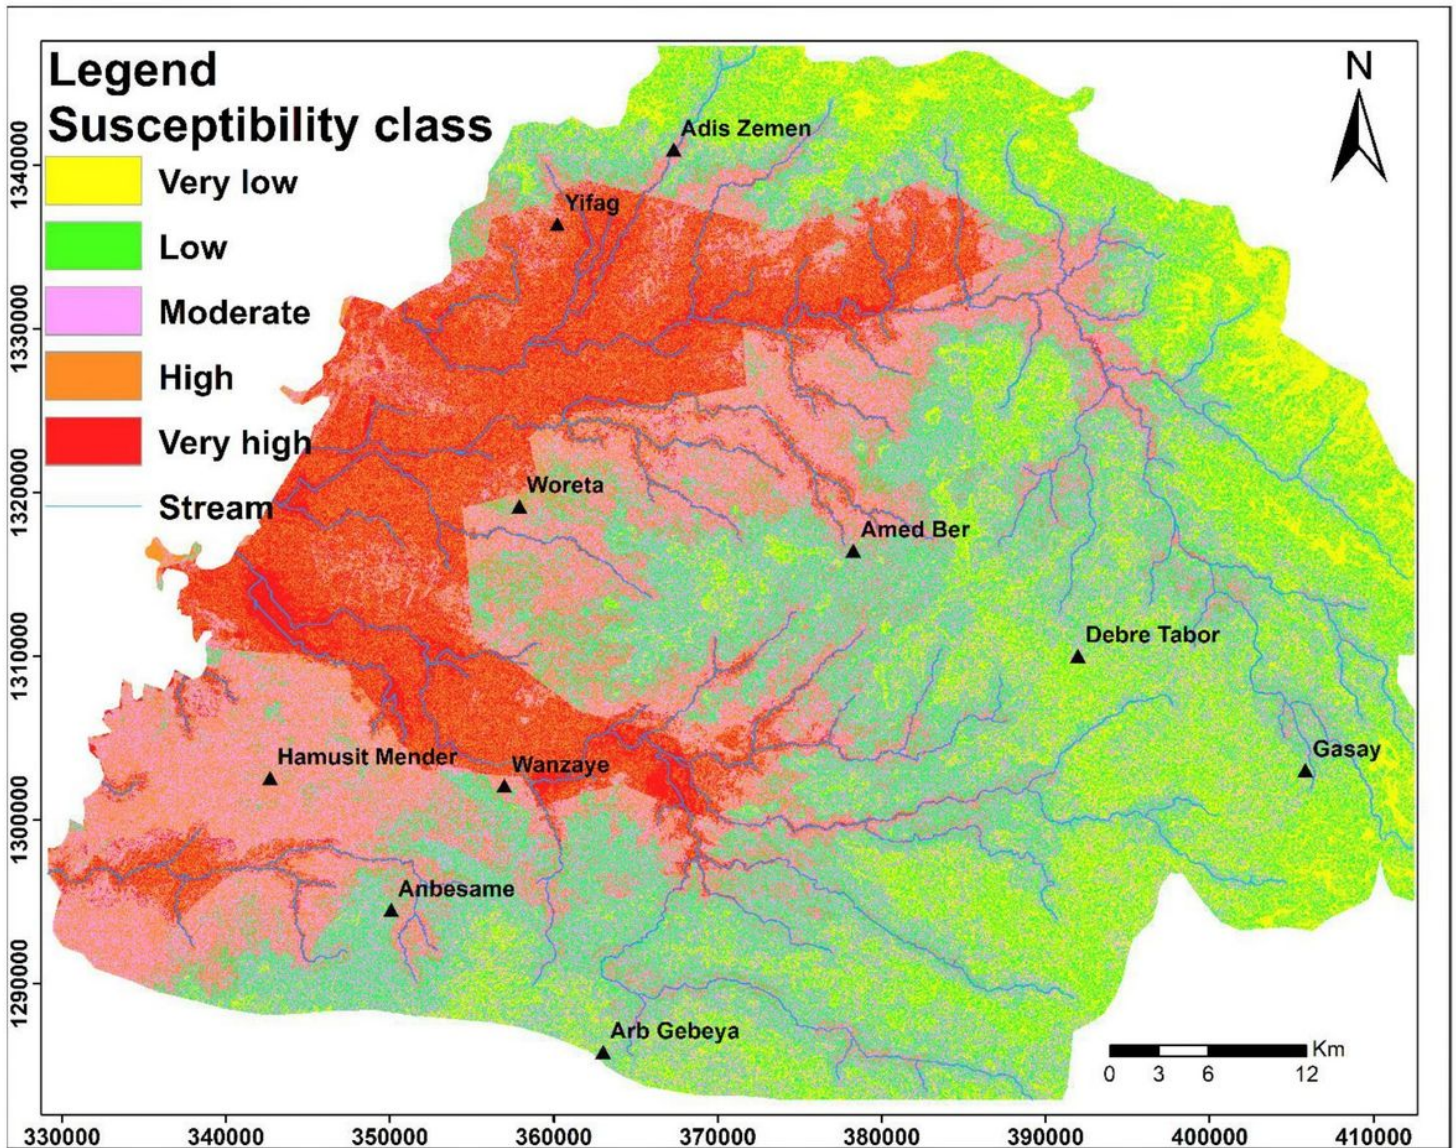 Legend
Susceptibility class
Very low
Low
Moderate
High
Very high
Stream
N
Adis Zemen
Yifag
Woreta
Amed Ber
Debre Tabor
Gasay
Hamusit Mender
Wanzaye
Anbesame
Arb Gebeya
Km
0 3 6 12
1340000
1330000
1320000
1310000
1300000
1290000
330000 340000 350000 360000 370000 380000 390000 400000 410000